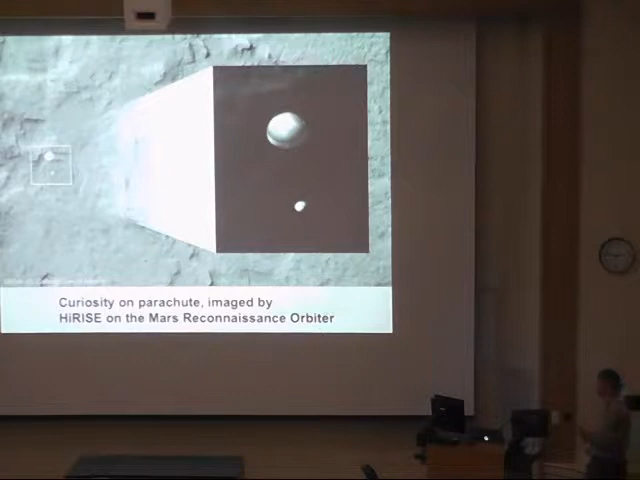 Curiosity on parachute, imaged by
HiRISE on the Mars Reconnaissance Orbiter